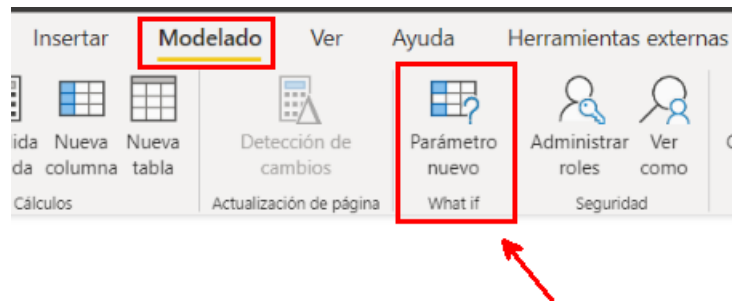 Insertar Modelado Ver Ayuda Herramientas externas
Nueva Nueva Detección de Parámetro Administrar Ver
columna tabla cambios nuevo roles como
Cálculos Actualización de página What if Seguridad